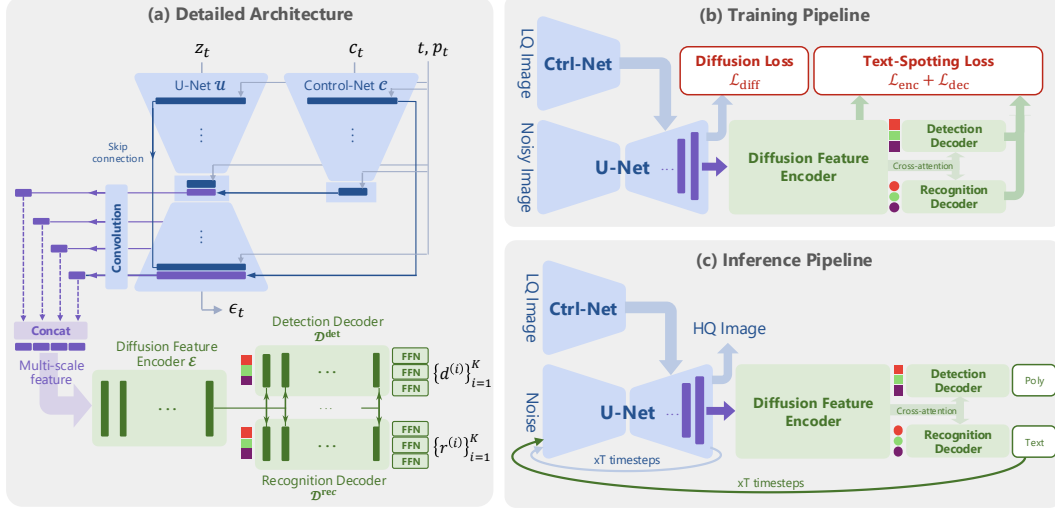 (a) Detailed Architecture
z_t
c_t
t, p_t
U-Net 𝒰
Control-Net 𝒞
Skip
connection
Convolution
ϵ_t
Concat
Multi-scale
feature
Diffusion Feature
Encoder ℰ
Detection Decoder
𝒟^det
FFN
FFN
FFN
{d^(i)}_{i=1}^K
FFN
FFN
FFN
{r^(i)}_{i=1}^K
Recognition Decoder
𝒟^rec
(b) Training Pipeline
LQ Image
Ctrl-Net
Noisy Image
U-Net
Diffusion Loss
ℒ_diff
Text-Spotting Loss
ℒ_enc + ℒ_dec
Diffusion Feature
Encoder
Detection
Decoder
Cross-attention
Recognition
Decoder
(c) Inference Pipeline
LQ Image
Ctrl-Net
HQ Image
Noise
U-Net
xT timesteps
Diffusion Feature
Encoder
Detection
Decoder
Poly
Cross-attention
Recognition
Decoder
Text
xT timesteps